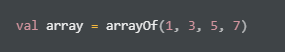 val array = arrayOf(1, 3, 5, 7)